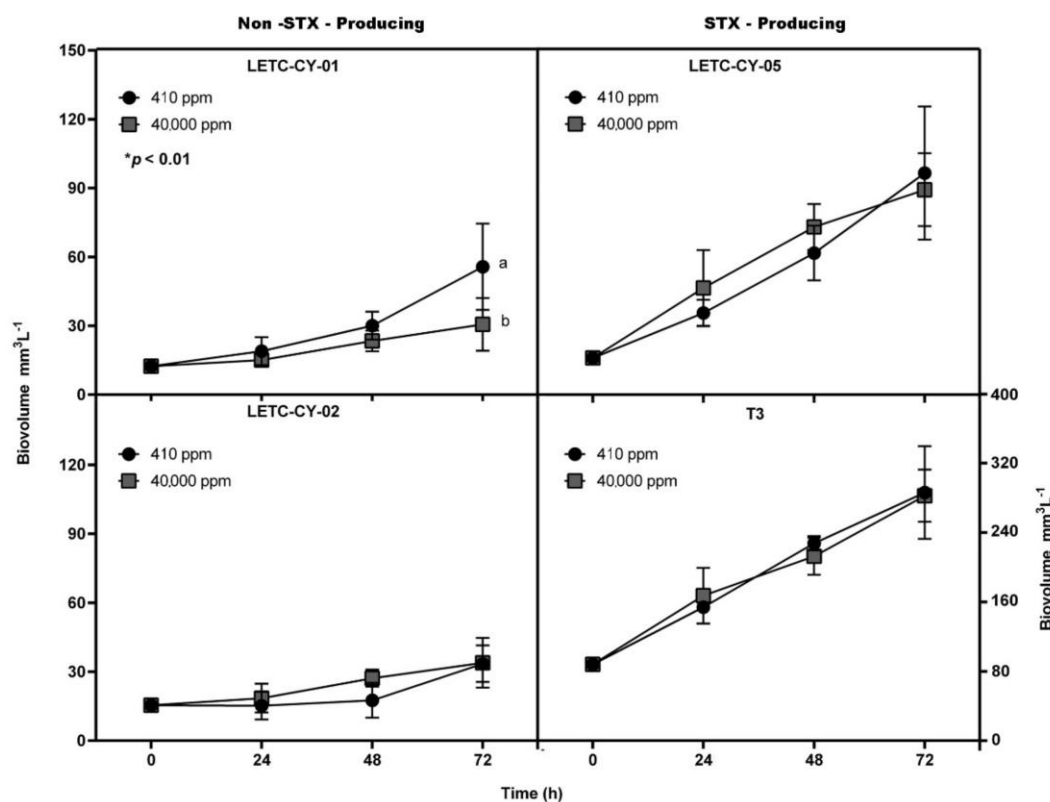 Non -STX - Producing
STX - Producing
150
120
90
60
30
0
Biovolume mm³L⁻¹
LETC-CY-01
410 ppm
40,000 ppm
*p < 0.01
a
b
LETC-CY-05
410 ppm
40,000 ppm
LETC-CY-02
410 ppm
40,000 ppm
120
90
60
30
0
T3
410 ppm
40,000 ppm
400
320
240
160
80
0
Biovolume mm³L⁻¹
0 24 48 72
0 24 48 72
Time (h)